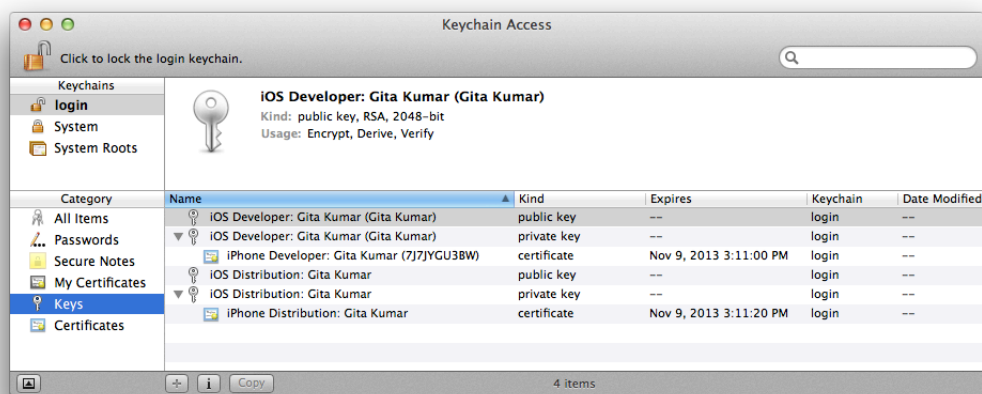 Keychain Access
Click to lock the login keychain.
Keychains
login
System
System Roots
iOS Developer: Gita Kumar (Gita Kumar)
Kind: public key, RSA, 2048-bit
Usage: Encrypt, Derive, Verify
Category
All Items
Passwords
Secure Notes
My Certificates
Keys
Certificates
Name Kind Expires Keychain Date Modified
iOS Developer: Gita Kumar (Gita Kumar) public key -- login --
iOS Developer: Gita Kumar (Gita Kumar) private key -- login --
iPhone Developer: Gita Kumar (7J7JYGU3BW) certificate Nov 9, 2013 3:11:00 PM login --
iOS Distribution: Gita Kumar public key -- login --
iOS Distribution: Gita Kumar private key -- login --
iPhone Distribution: Gita Kumar certificate Nov 9, 2013 3:11:20 PM login --
+ i Copy 4 items